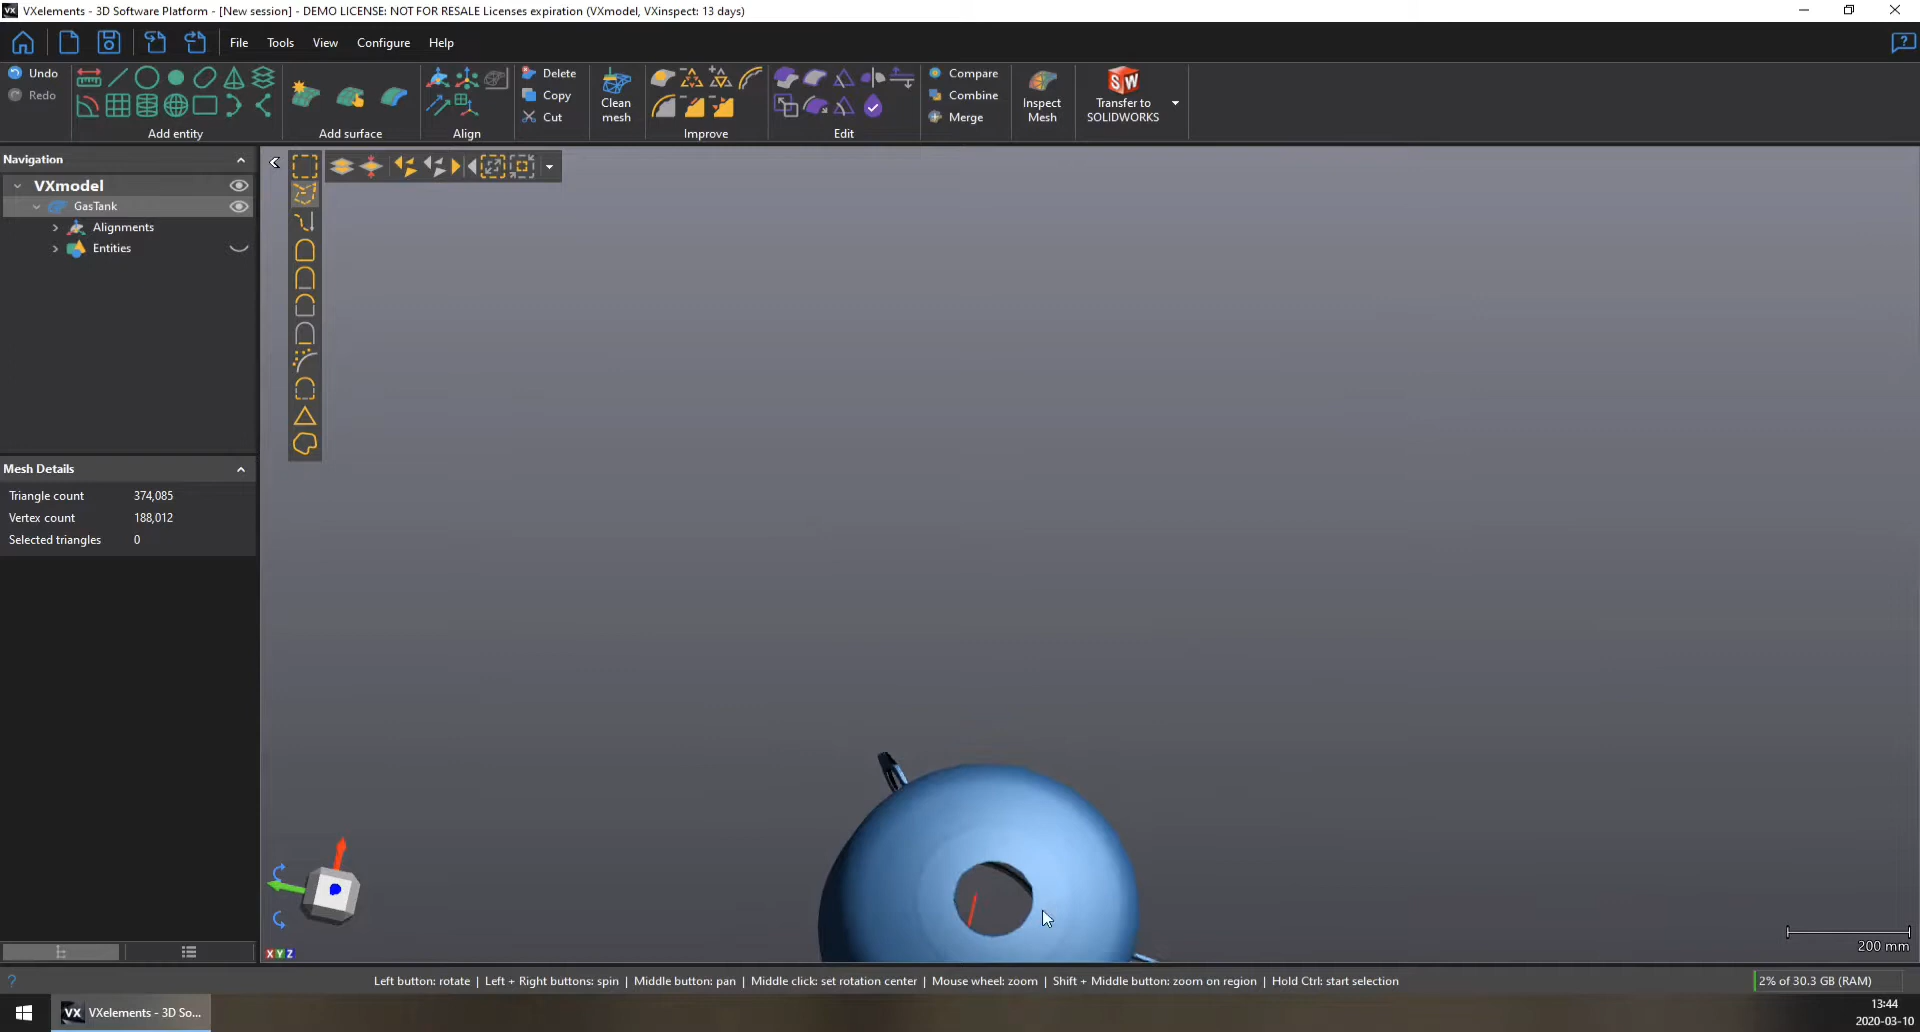 VX VXelements - 3D Software Platform - [New session] - DEMO LICENSE: NOT FOR RESALE Licenses expiration (VXmodel, VXinspect: 13 days)
File Tools View Configure Help
Undo
Redo
Add entity
Add surface
Align
Delete
Copy
Cut
Clean
mesh
Improve
Edit
Compare
Combine
Merge
Inspect
Mesh
SW
Transfer to
SOLIDWORKS
Navigation
VXmodel
GasTank
Alignments
Entities
Mesh Details
Triangle count 374,085
Vertex count 188,012
Selected triangles 0
X Y Z
200 mm
? Left button: rotate | Left + Right buttons: spin | Middle button: pan | Middle click: set rotation center | Mouse wheel: zoom | Shift + Middle button: zoom on region | Hold Ctrl: start selection
2% of 30.3 GB (RAM)
VX VXelements - 3D So...
13:44
2020-03-10